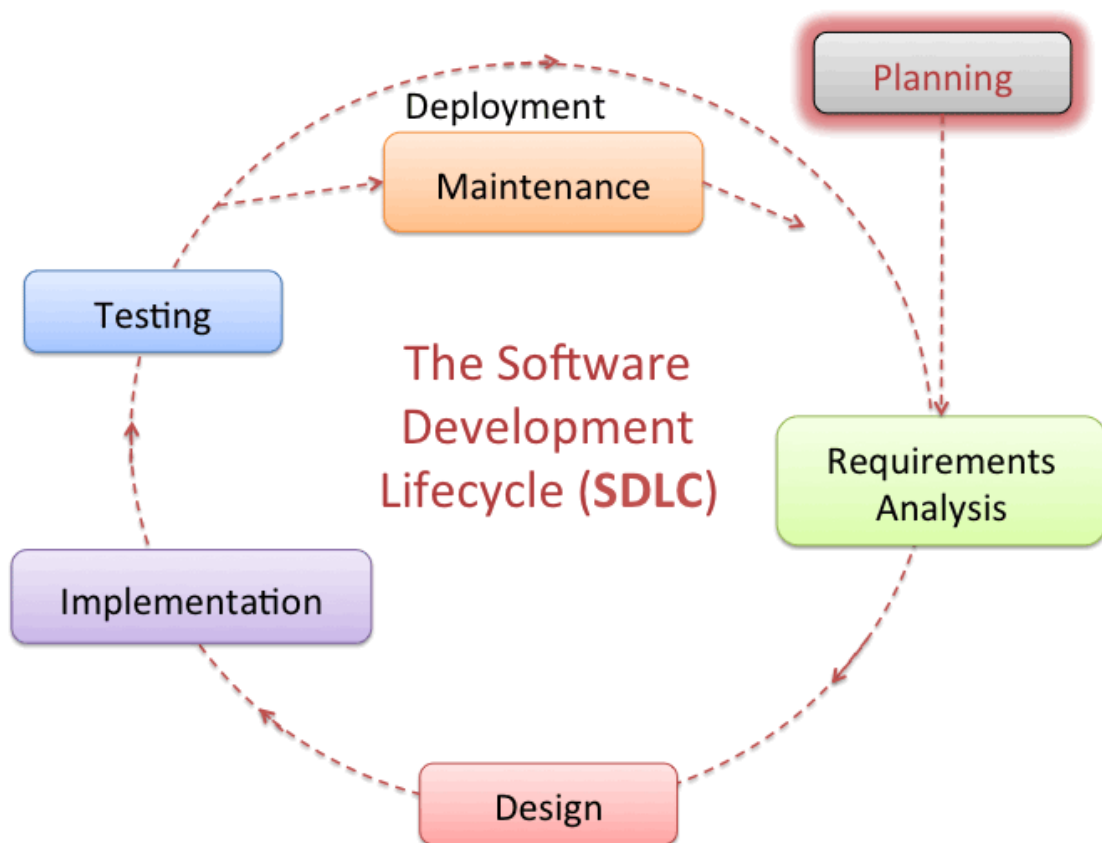 Planning
Deployment
Maintenance
Testing
The Software
Development
Lifecycle (SDLC)
Requirements
Analysis
Implementation
Design